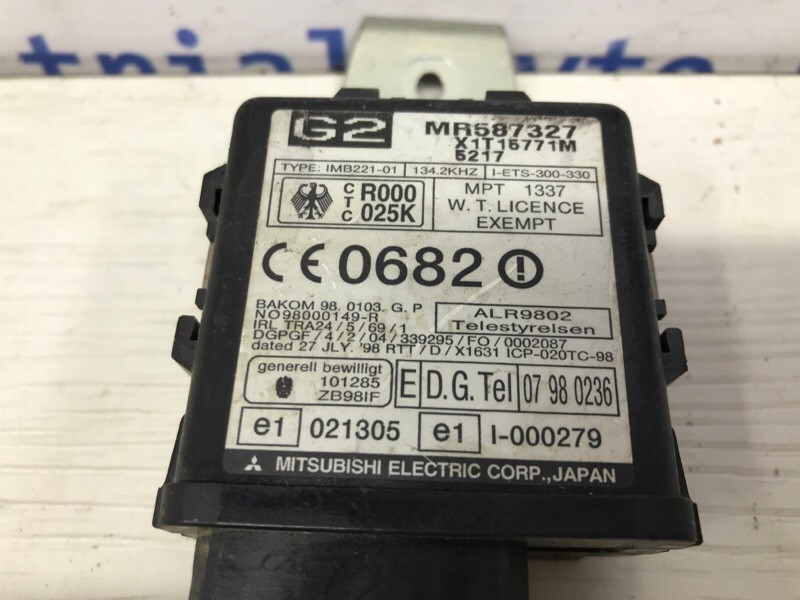 G2 MR587327
X1T15771M
5217
TYPE: IMB221-01 134.2KHZ I-ETS-300-330
CTC R000 025K
MPT 1337
W. T. LICENCE
EXEMPT
CE 0682
BAKOM 98. 0103. G. P
NO98000149-R
IRL TRA24/5/69/1
ALR9802
Telestyrelsen
DGPGF/4/2/04/339295/FO/0002087
dated 27 JLY. '98 RTT/D/X1631 ICP-020TC-98
generell bewilligt
101285
ZB98IF
E D.G.Tel 07 98 0236
e1 021305 e1 I-000279
MITSUBISHI ELECTRIC CORP.,JAPAN